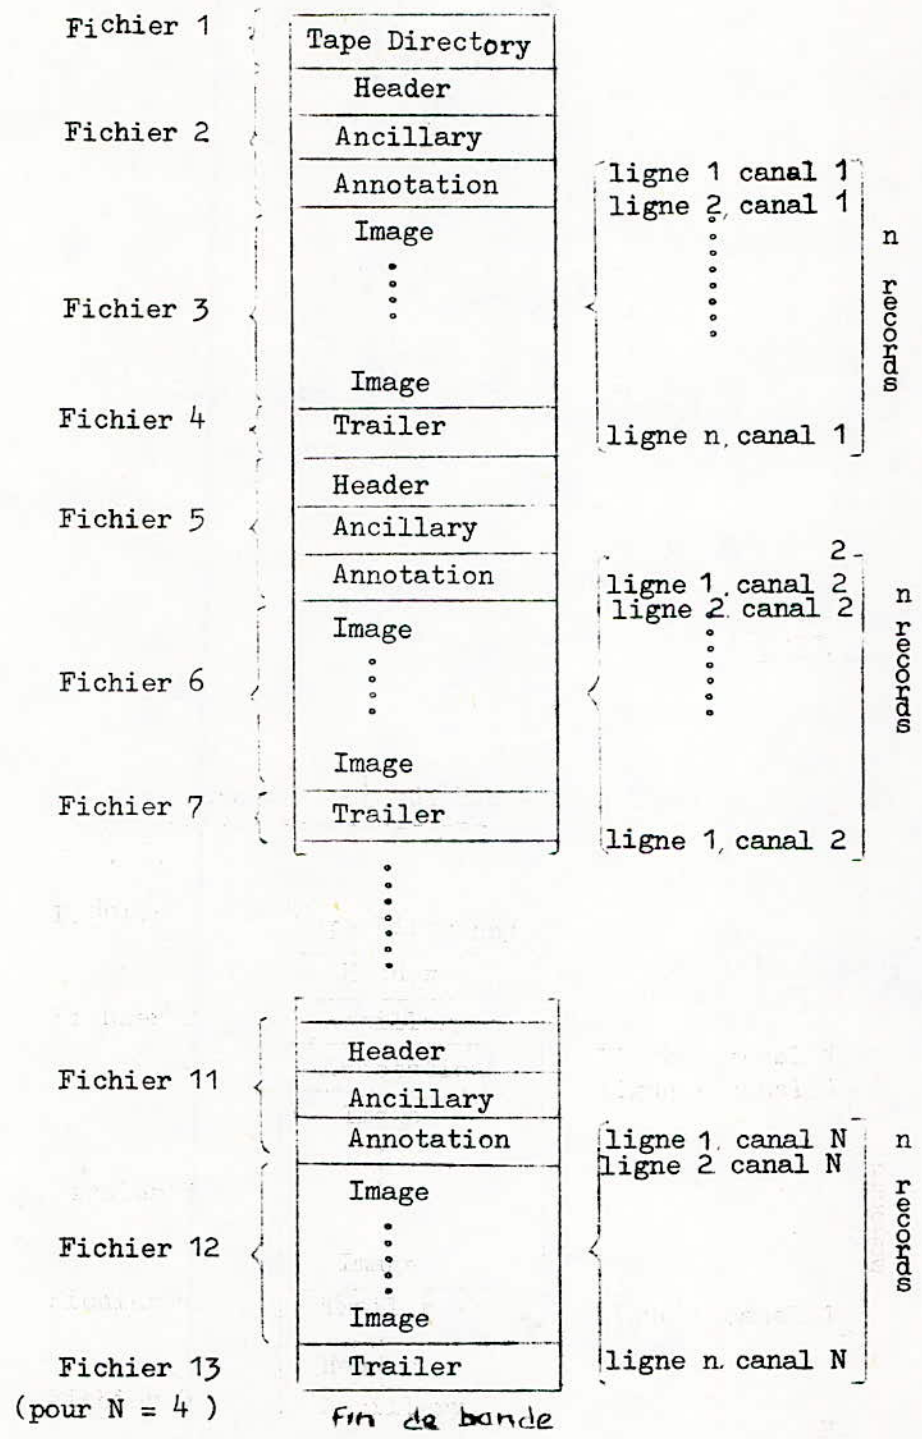 Fichier 1
Tape Directory
Header
Fichier 2
Ancillary
Annotation
ligne 1 canal 1
ligne 2, canal 1
Image
n records
Fichier 3
Image
Fichier 4
Trailer
ligne n, canal 1
Header
Fichier 5
Ancillary
2
Annotation
ligne 1, canal 2
ligne 2. canal 2
n records
Image
Fichier 6
Image
Fichier 7
Trailer
ligne 1, canal 2
Header
Fichier 11
Ancillary
Annotation
ligne 1, canal N
ligne 2 canal N
n records
Image
Fichier 12
Image
Fichier 13
Trailer
ligne n. canal N
(pour N = 4 )
fin de bande